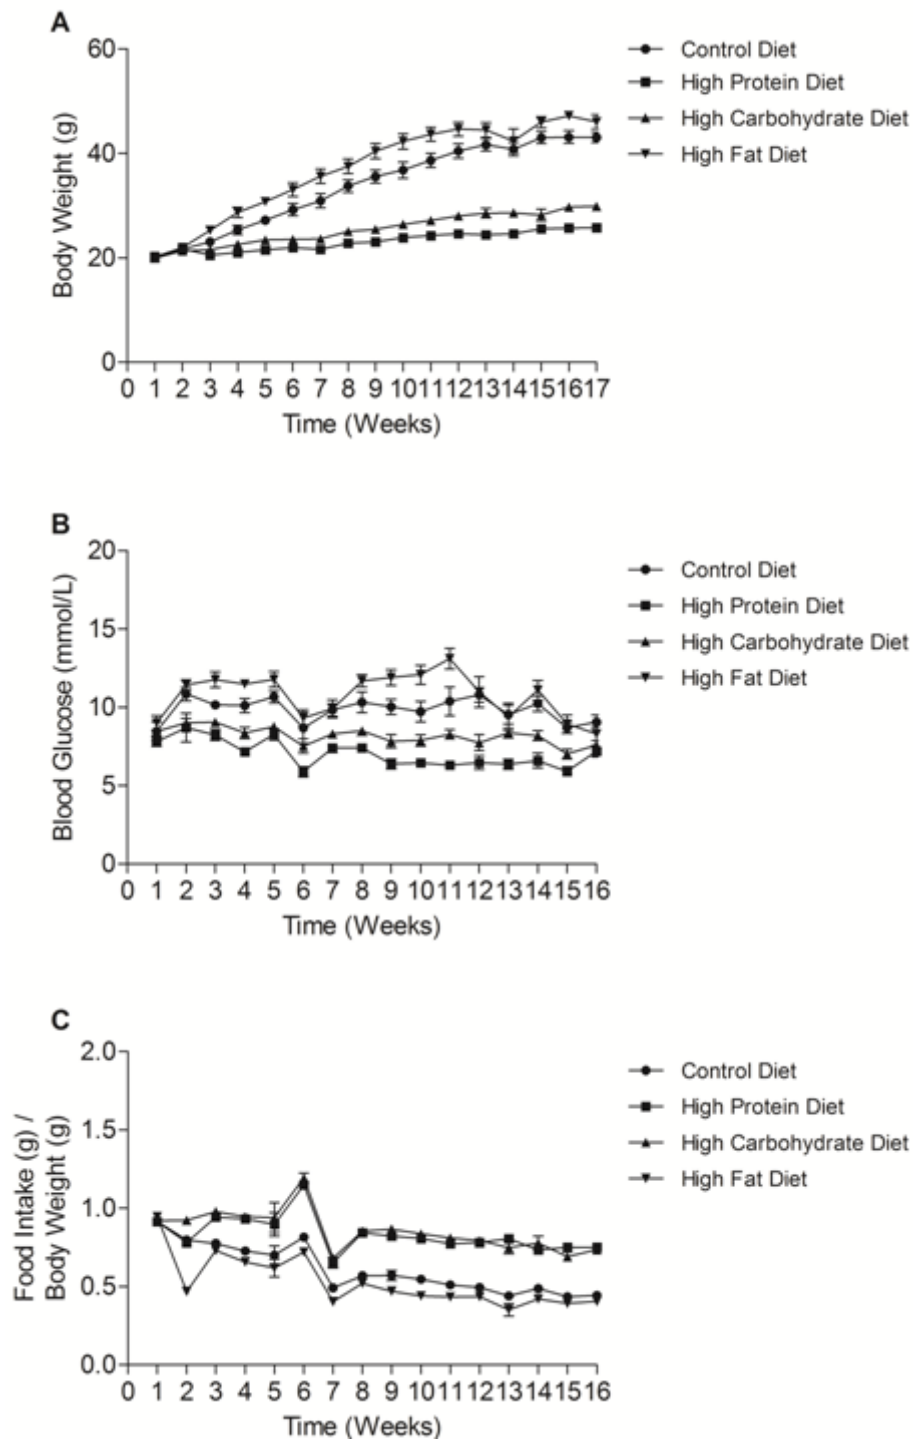 A
60
40
20
0
Body Weight (g)
0 1 2 3 4 5 6 7 8 9 10 11 12 13 14 15 16 17
Time (Weeks)
Control Diet
High Protein Diet
High Carbohydrate Diet
High Fat Diet
B
20
15
10
5
0
Blood Glucose (mmol/L)
0 1 2 3 4 5 6 7 8 9 10 11 12 13 14 15 16
Time (Weeks)
Control Diet
High Protein Diet
High Carbohydrate Diet
High Fat Diet
C
2.0
1.5
1.0
0.5
0.0
Food Intake (g) /
Body Weight (g)
0 1 2 3 4 5 6 7 8 9 10 11 12 13 14 15 16
Time (Weeks)
Control Diet
High Protein Diet
High Carbohydrate Diet
High Fat Diet